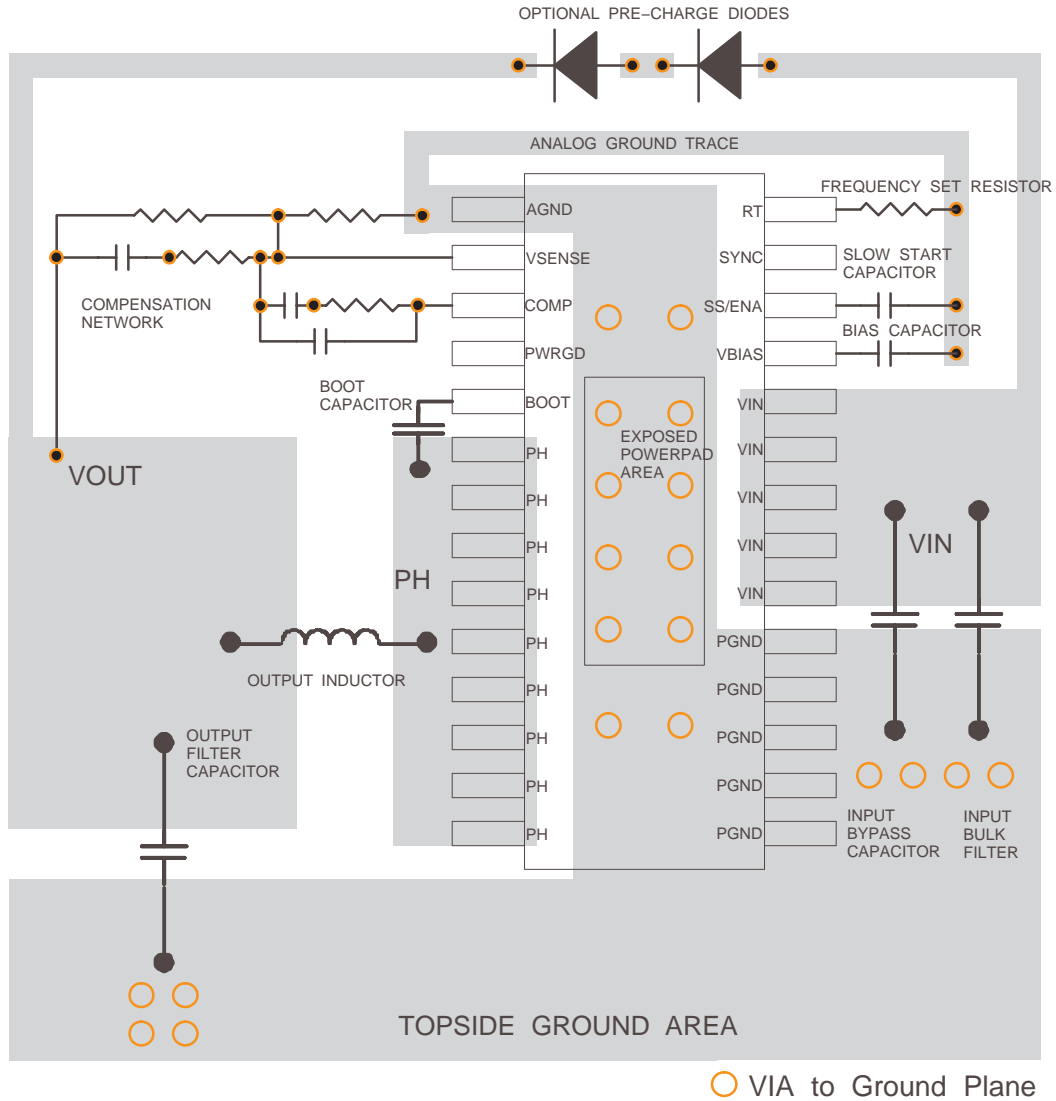 OPTIONAL PRE-CHARGE DIODES
ANALOG GROUND TRACE
FREQUENCY SET RESISTOR
AGND
RT
VSENSE
SYNC
SLOW START
CAPACITOR
COMPENSATION
NETWORK
COMP
SS/ENA
BIAS CAPACITOR
PWRGD
VBIAS
BOOT
CAPACITOR
BOOT
VIN
EXPOSED
POWERPAD
AREA
PH
VIN
VOUT
PH
VIN
PH
VIN
VIN
PH
PH
VIN
PH
PGND
OUTPUT INDUCTOR
PH
PGND
OUTPUT
FILTER
CAPACITOR
PH
PGND
PH
PGND
PH
PGND
INPUT
BYPASS
CAPACITOR
INPUT
BULK
FILTER
TOPSIDE GROUND AREA
VIA to Ground Plane